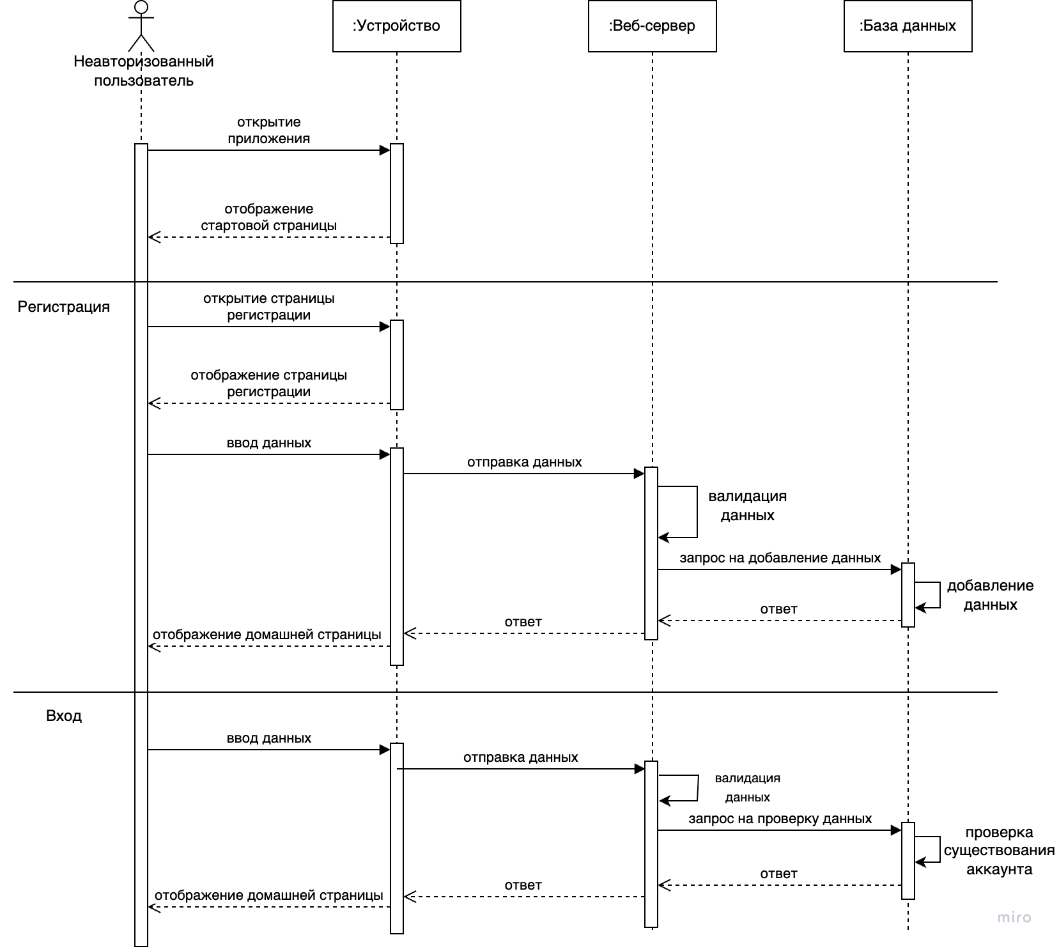 :Устройство
:Веб-сервер
:База данных
Неавторизованный
пользователь
открытие
приложения
отображение
стартовой страницы
Регистрация
открытие страницы
регистрации
отображение страницы
регистрации
ввод данных
отправка данных
валидация
данных
запрос на добавление данных
добавление
данных
ответ
ответ
отображение домашней страницы
Вход
ввод данных
отправка данных
валидация
данных
запрос на проверку данных
проверка
существования
аккаунта
ответ
ответ
отображение домашней страницы
miro